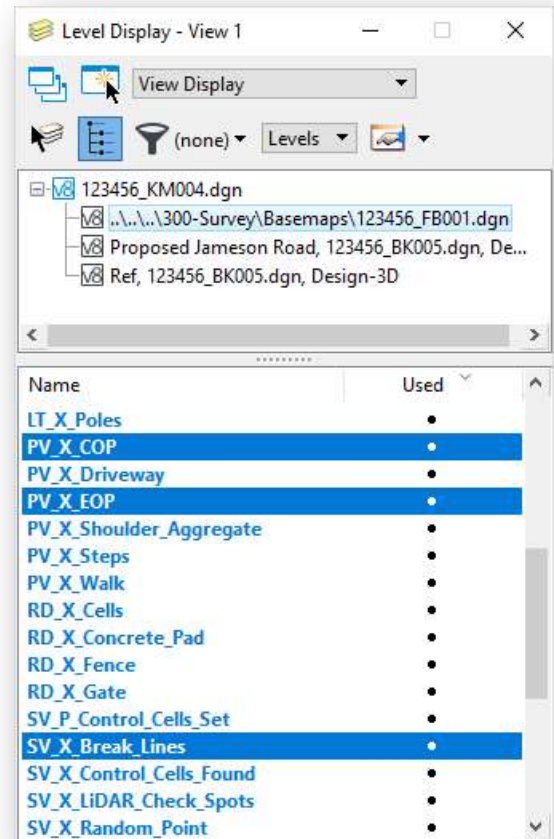 Level Display - View 1
View Display
(none) Levels
123456_KM004.dgn
..\..\..\300-Survey\Basemaps\123456_FB001.dgn
Proposed Jameson Road, 123456_BK005.dgn, De...
Ref, 123456_BK005.dgn, Design-3D
Name Used
LT_X_Poles
PV_X_COP
PV_X_Driveway
PV_X_EOP
PV_X_Shoulder_Aggregate
PV_X_Steps
PV_X_Walk
RD_X_Cells
RD_X_Concrete_Pad
RD_X_Fence
RD_X_Gate
SV_P_Control_Cells_Set
SV_X_Break_Lines
SV_X_Control_Cells_Found
SV_X_LiDAR_Check_Spots
SV_X_Random_Point